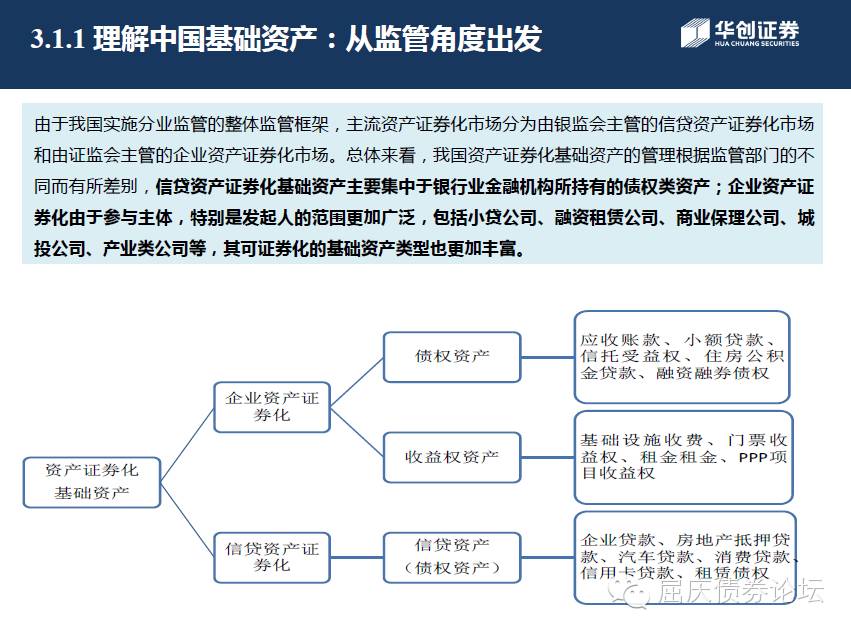 3.1.1 理解中国基础资产：从监管角度出发
华创证券
HUA CHUANG SECURITIES
由于我国实施分业监管的整体监管框架，主流资产证券化市场分为由银监会主管的信贷资产证券化市场
和由证监会主管的企业资产证券化市场。总体来看，我国资产证券化基础资产的管理根据监管部门的不
同而有所差别，信贷资产证券化基础资产主要集中于银行业金融机构所持有的债权类资产；企业资产证
券化由于参与主体，特别是发起人的范围更加广泛，包括小贷公司、融资租赁公司、商业保理公司、城
投公司、产业类公司等，其可证券化的基础资产类型也更加丰富。
资产证券化
基础资产
企业资产证
券化
债权资产
应收账款、小额贷款、
信托受益权、住房公积
金贷款、融资融券债权
收益权资产
基础设施收费、门票收
益权、租金租金、PPP项
目收益权
信贷资产证
券化
信贷资产
（债权资产）
企业贷款、房地产抵押贷
款、汽车贷款、消费贷款、
信用卡贷款、租赁债权
屈庆债券论坛